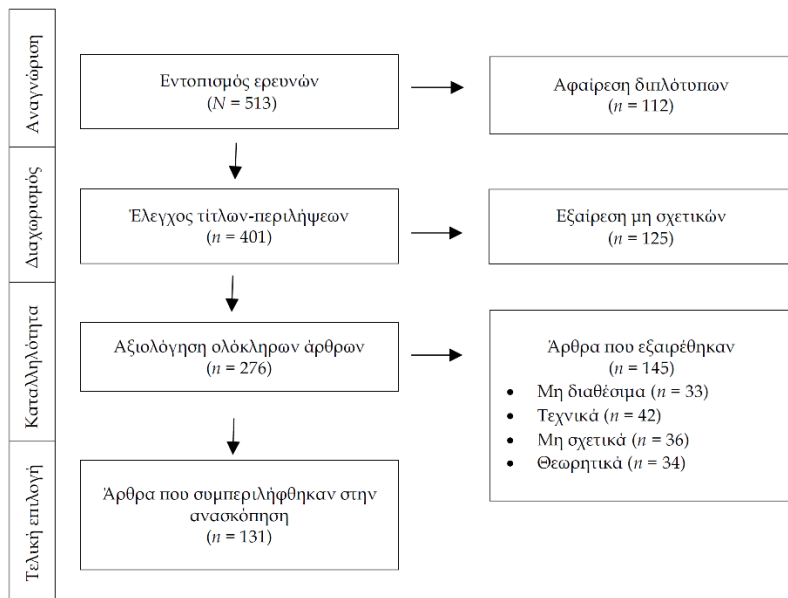 Αναγνώριση
Εντοπισμός ερευνών
(N = 513)
Αφαίρεση διπλότυπων
(n = 112)
Διαχωρισμός
Έλεγχος τίτλων-περιλήψεων
(n = 401)
Εξαίρεση μη σχετικών
(n = 125)
Καταλληλότητα
Αξιολόγηση ολόκληρων άρθρων
(n = 276)
Άρθρα που εξαιρέθηκαν
(n = 145)
• Μη διαθέσιμα (n = 33)
• Τεχνικά (n = 42)
• Μη σχετικά (n = 36)
• Θεωρητικά (n = 34)
Τελική επιλογή
Άρθρα που συμπεριλήφθηκαν στην
ανασκόπηση
(n = 131)